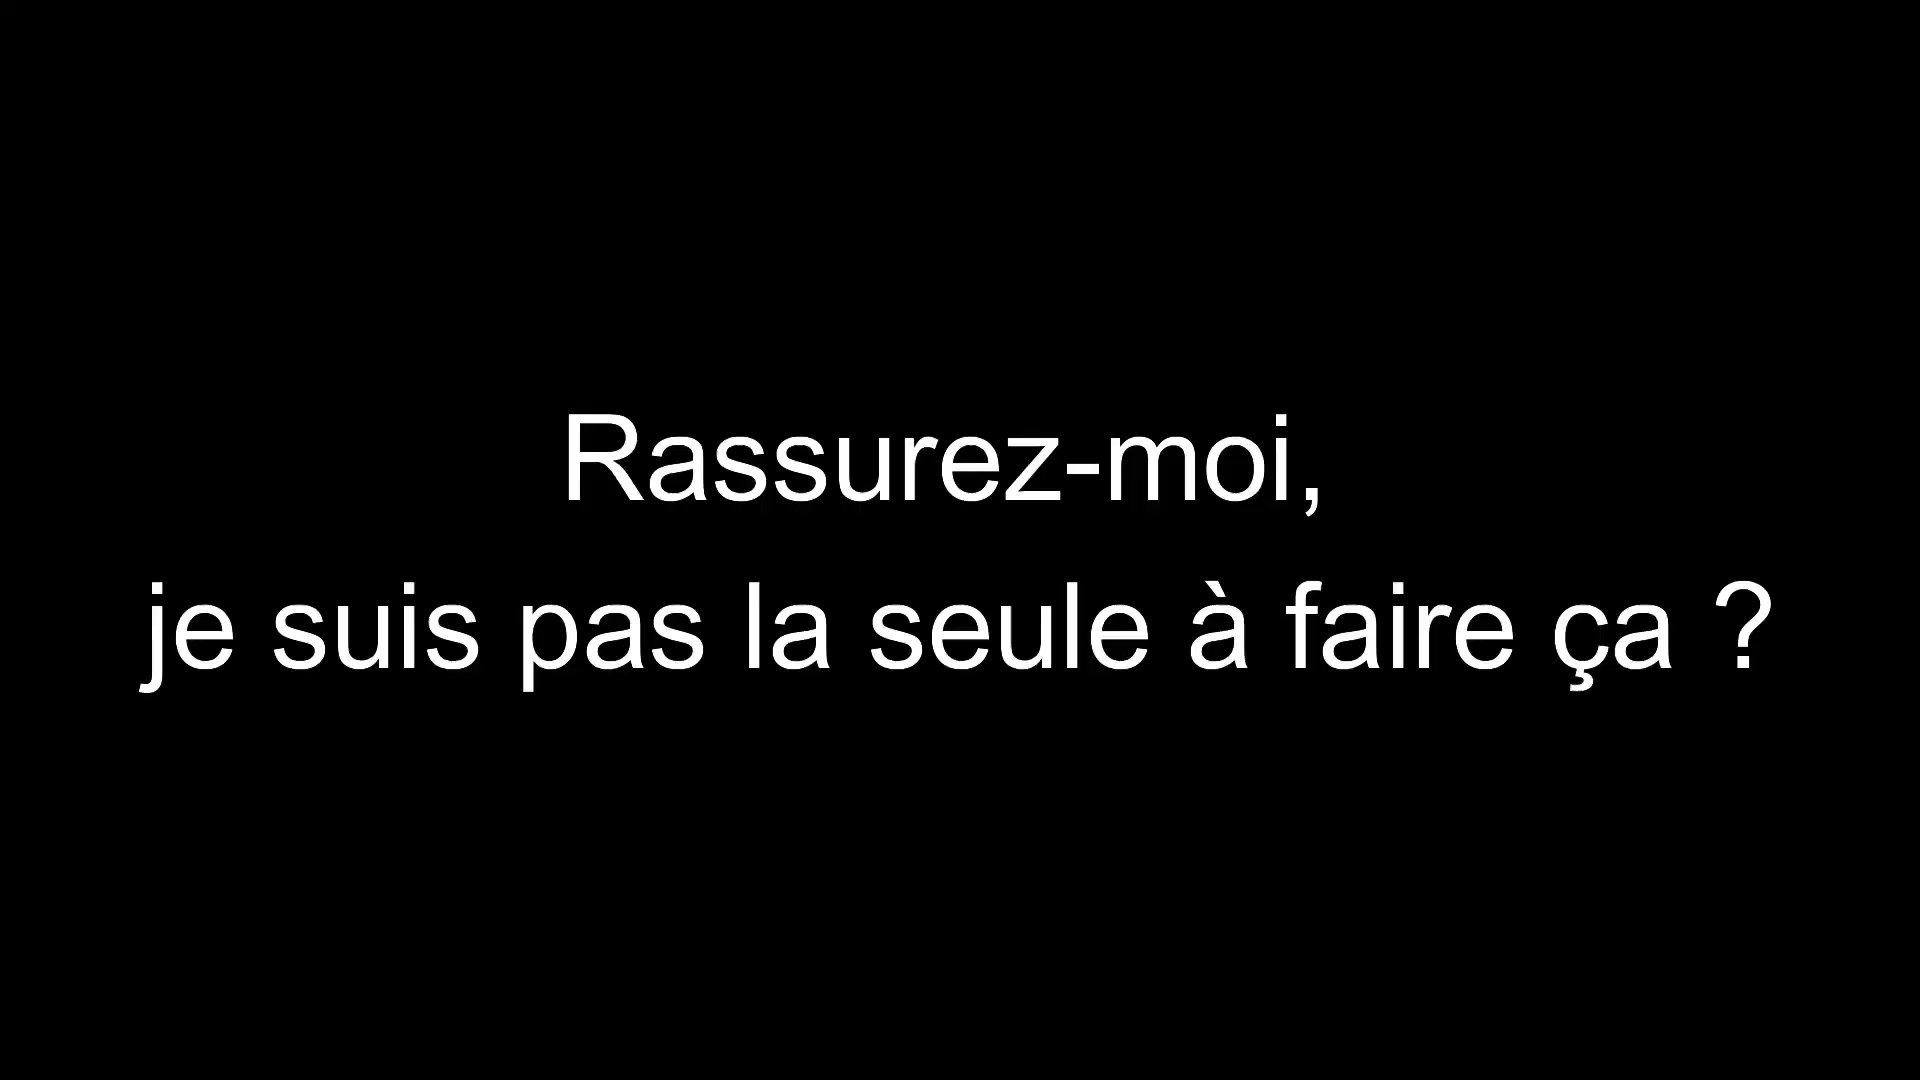 Rassurez-moi,
je suis pas la seule à faire ça ?